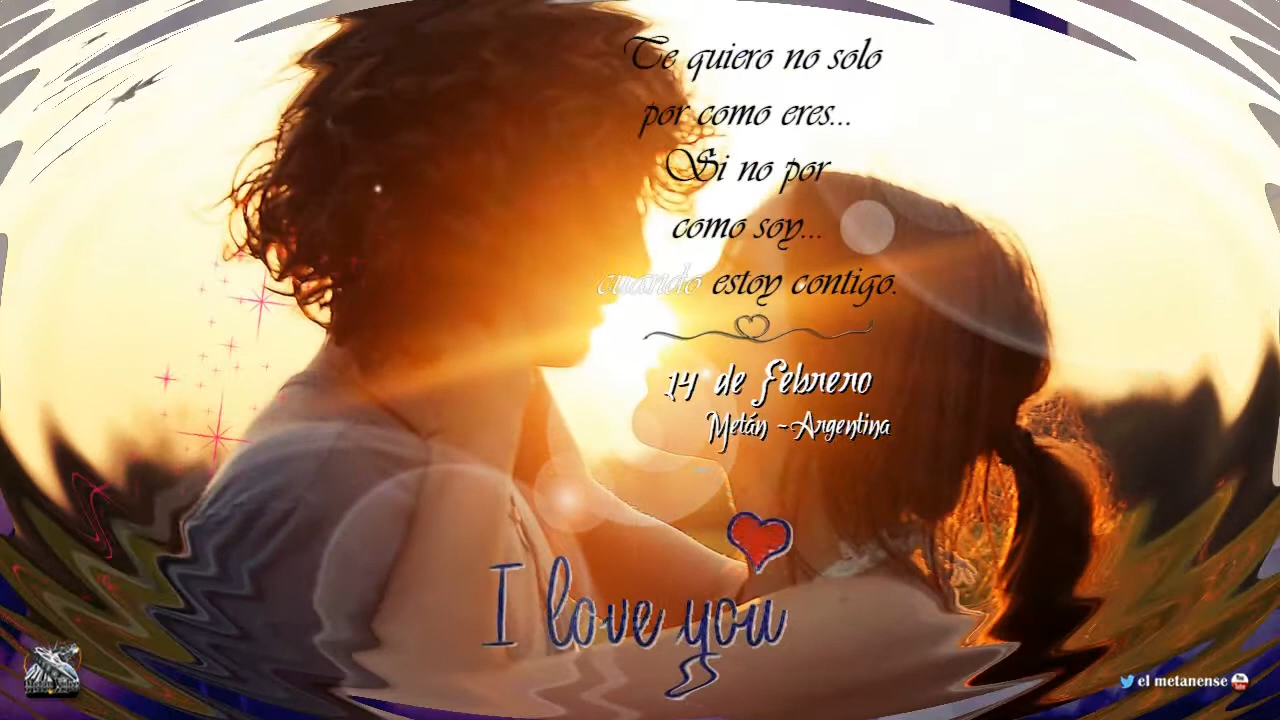 Te quiero no solo
por como eres...
Si no por
como soy...
cuando estoy contigo.
14 de Febrero
Metán - Argentina
I love you
el metanense